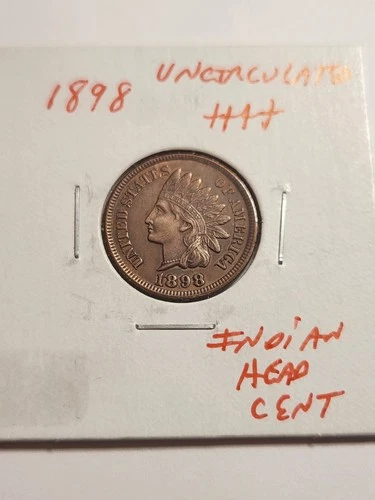 1898 UNCIRCULATED
UNITED STATES OF AMERICA
1898
INDIAN
HEAD
CENT